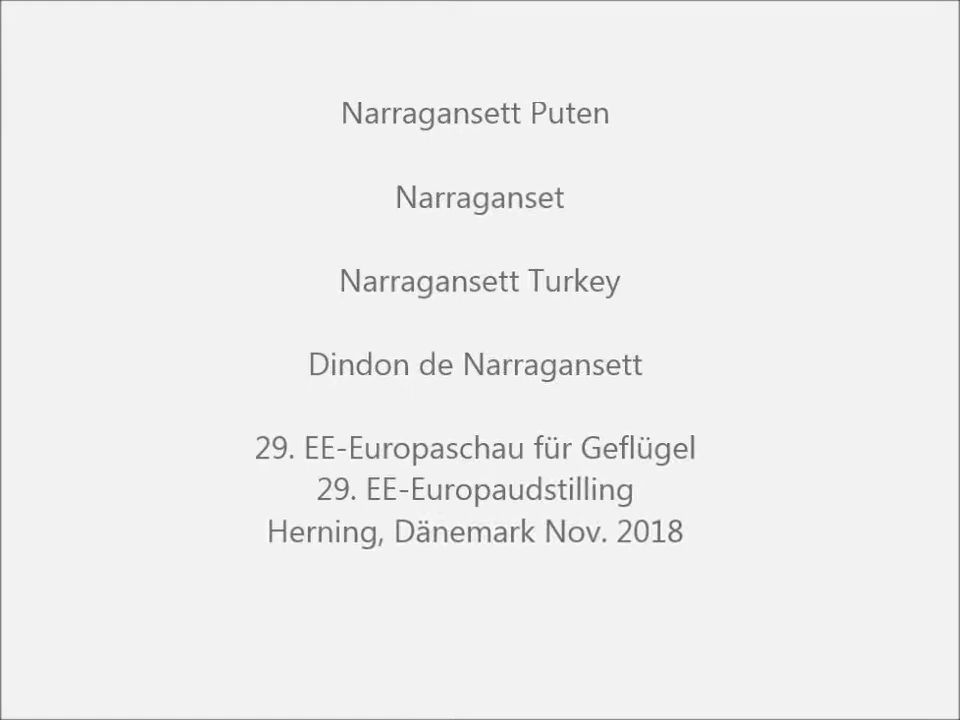 Narragansett Puten
Narraganset
Narragansett Turkey
Dindon de Narragansett
29. EE-Europaschau für Geflügel
29. EE-Europaudstilling
Herning, Dänemark Nov. 2018